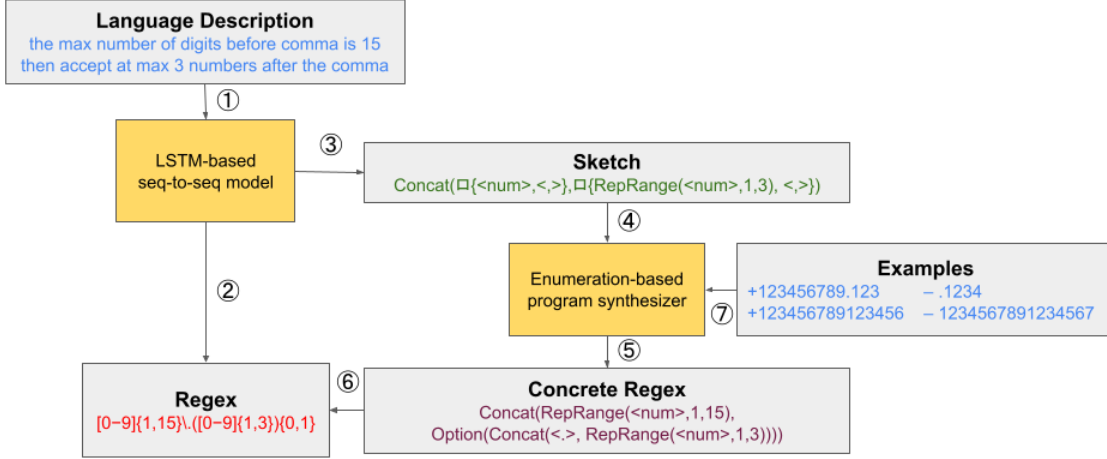 Language Description
the max number of digits before comma is 15
then accept at max 3 numbers after the comma
①
LSTM-based
seq-to-seq model
③
Sketch
Concat(□{<num>,<,>},□{RepRange(<num>,1,3), <,>})
④
②
Enumeration-based
program synthesizer
⑦
Examples
+123456789.123 – .1234
+123456789123456 – 1234567891234567
⑤
Regex
[0−9]{1,15}\.([0−9]{1,3}){0,1}
⑥
Concrete Regex
Concat(RepRange(<num>,1,15),
Option(Concat(<.>, RepRange(<num>,1,3))))